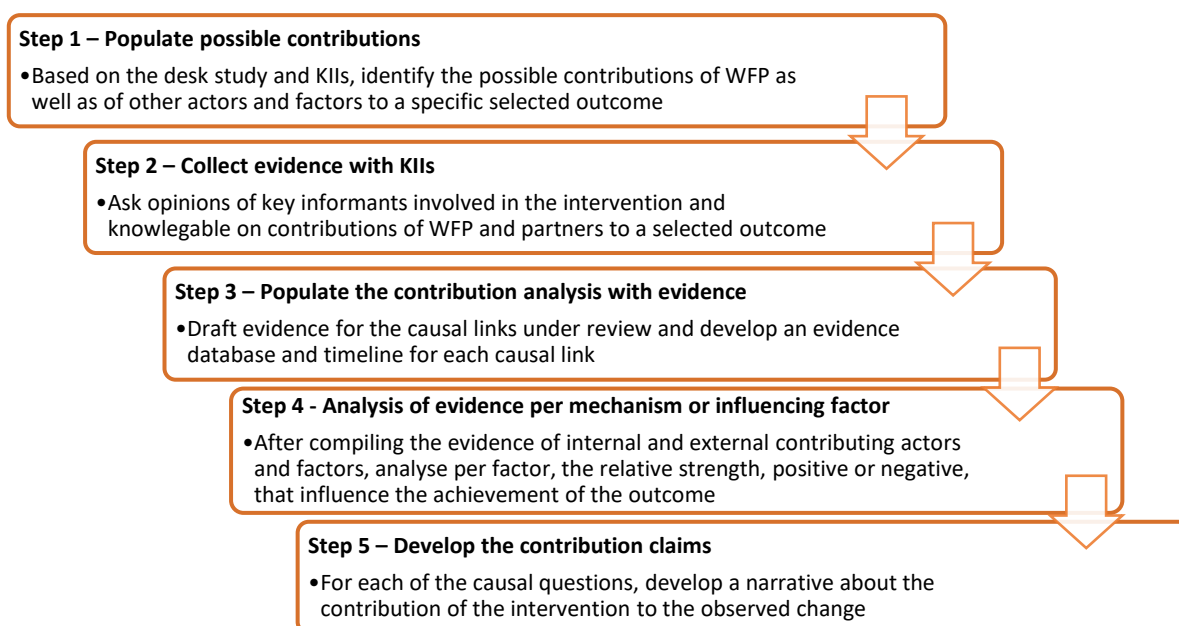 Step 1 – Populate possible contributions
•Based on the desk study and KIIs, identify the possible contributions of WFP as
well as of other actors and factors to a specific selected outcome
Step 2 – Collect evidence with KIIs
•Ask opinions of key informants involved in the intervention and
knowlegable on contributions of WFP and partners to a selected outcome
Step 3 – Populate the contribution analysis with evidence
•Draft evidence for the causal links under review and develop an evidence
database and timeline for each causal link
Step 4 - Analysis of evidence per mechanism or influencing factor
•After compiling the evidence of internal and external contributing actors
and factors, analyse per factor, the relative strength, positive or negative,
that influence the achievement of the outcome
Step 5 – Develop the contribution claims
•For each of the causal questions, develop a narrative about the
contribution of the intervention to the observed change